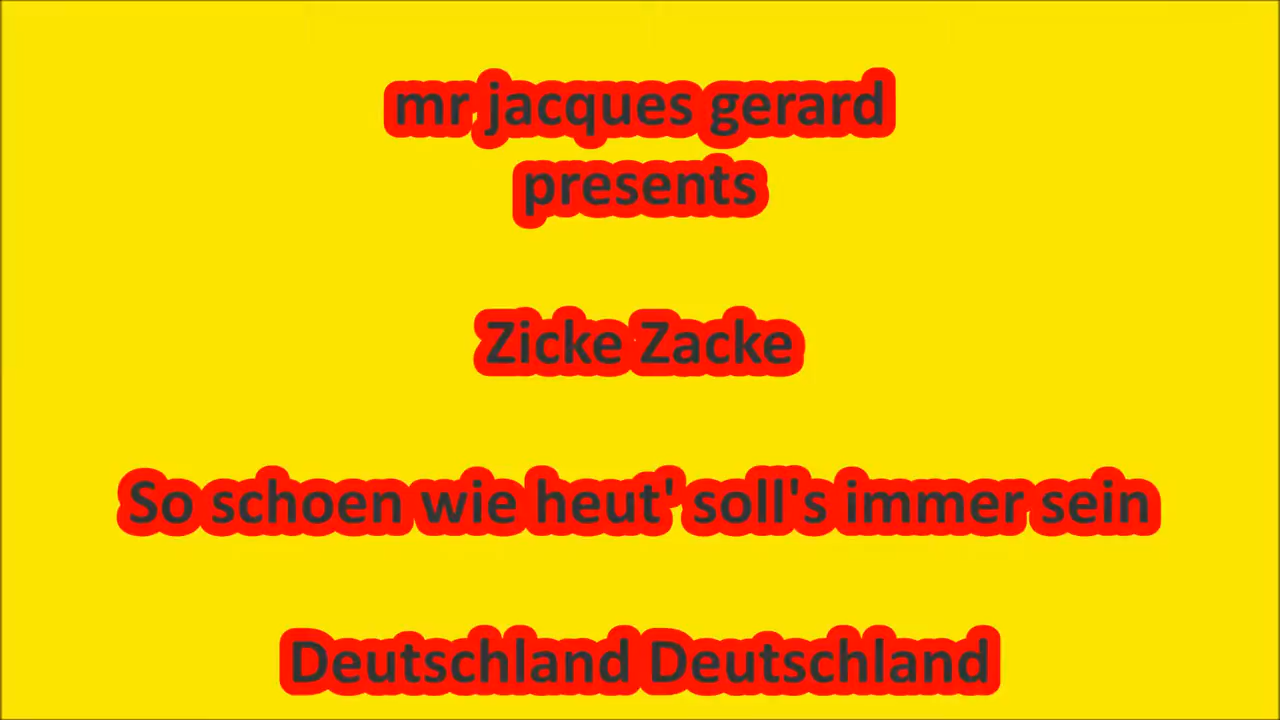 mr jacques gerard
presents
Zicke Zacke
So schoen wie heut' soll's immer sein
Deutschland Deutschland